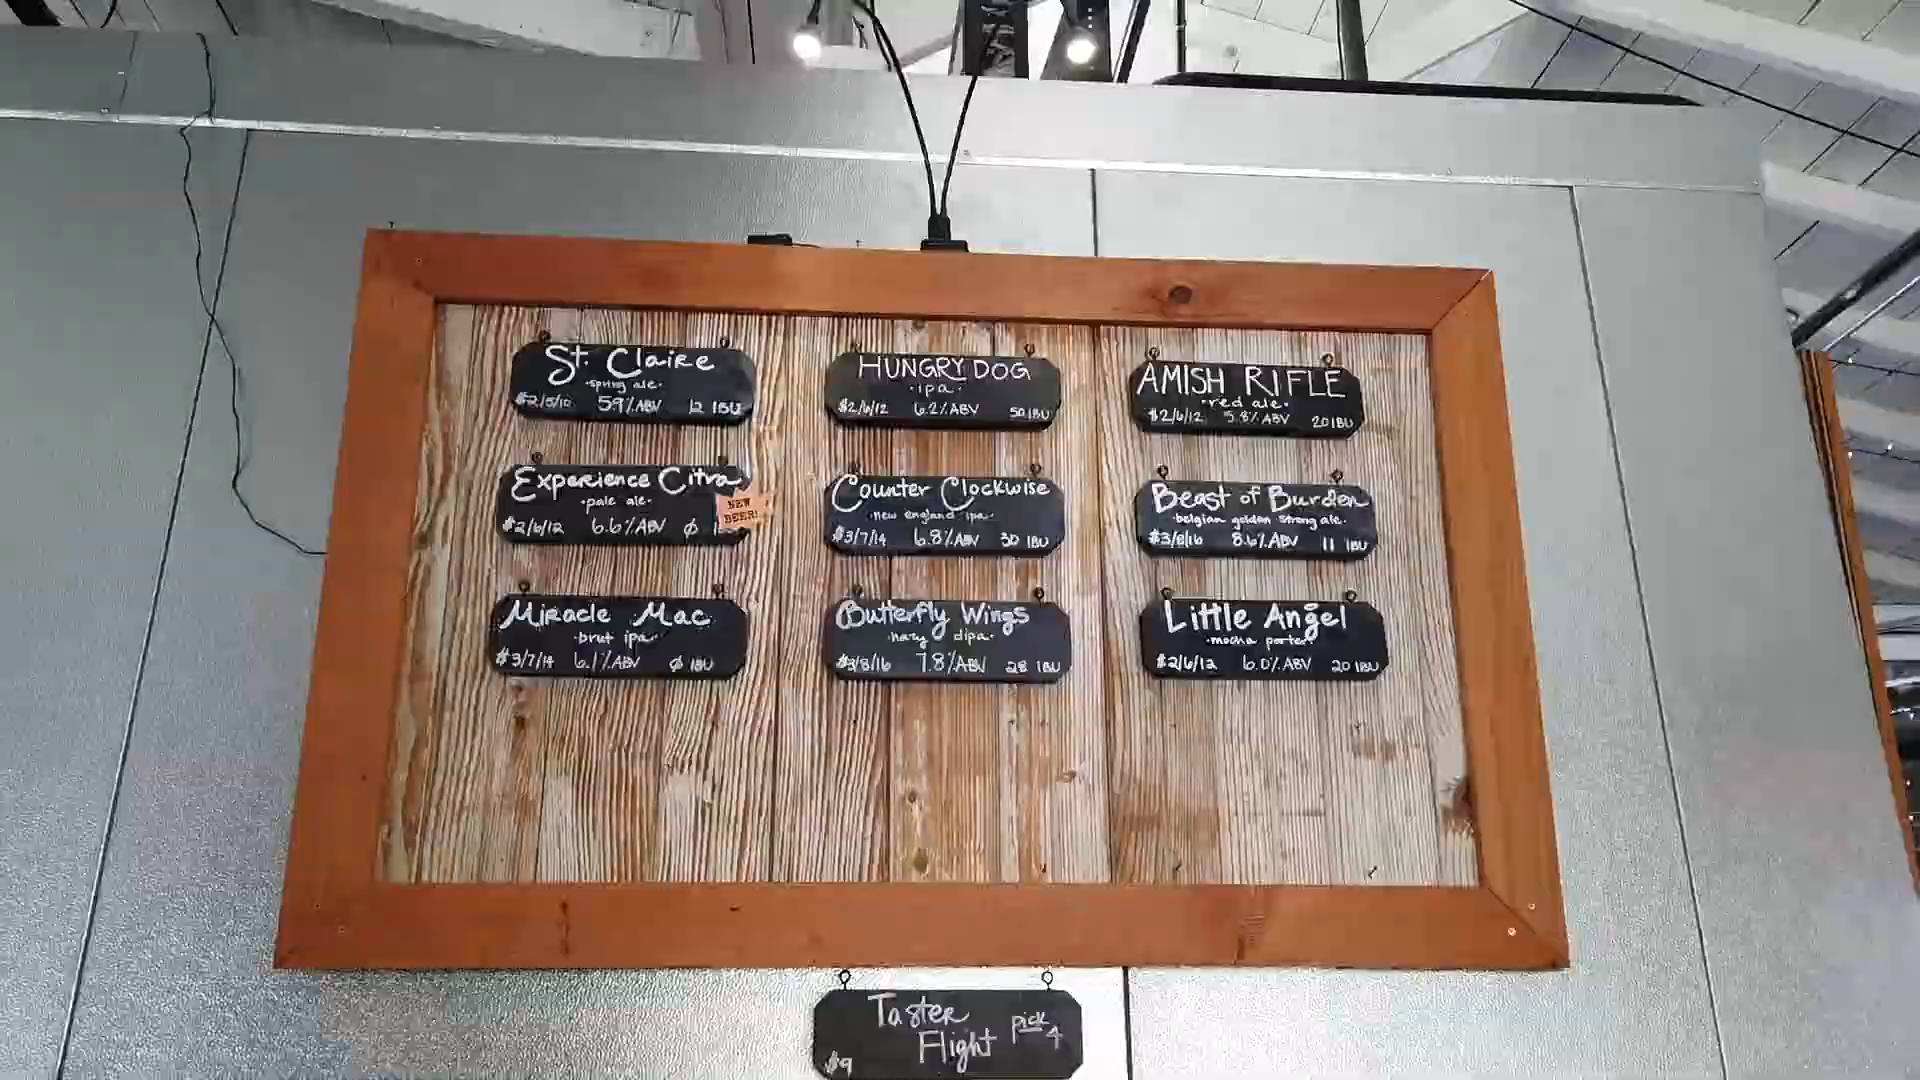 St. Claire
·spring ale·
$2/5/10 5.9% ABV 12 IBU
HUNGRY DOG
·ipa·
$2/6/12 6.2% ABV 50 IBU
AMISH RIFLE
·red ale·
$2/6/12 5.8% ABV 20 IBU
Experience Citra
·pale ale·
$2/6/12 6.6% ABV Ø
NEW
BEER!
Counter Clockwise
·new england ipa·
$3/7/14 6.8% ABV 30 IBU
Beast of Burden
·belgian golden strong ale·
$3/8/16 8.6% ABV 11 IBU
Miracle Mac
·brut ipa·
$3/7/14 6.1% ABV Ø IBU
Butterfly Wings
·hazy dipa·
$3/8/16 7.8% ABV 28 IBU
Little Angel
·mocha porter·
$2/6/12 6.0% ABV 20 IBU
Taster
Flight pick 4
$9